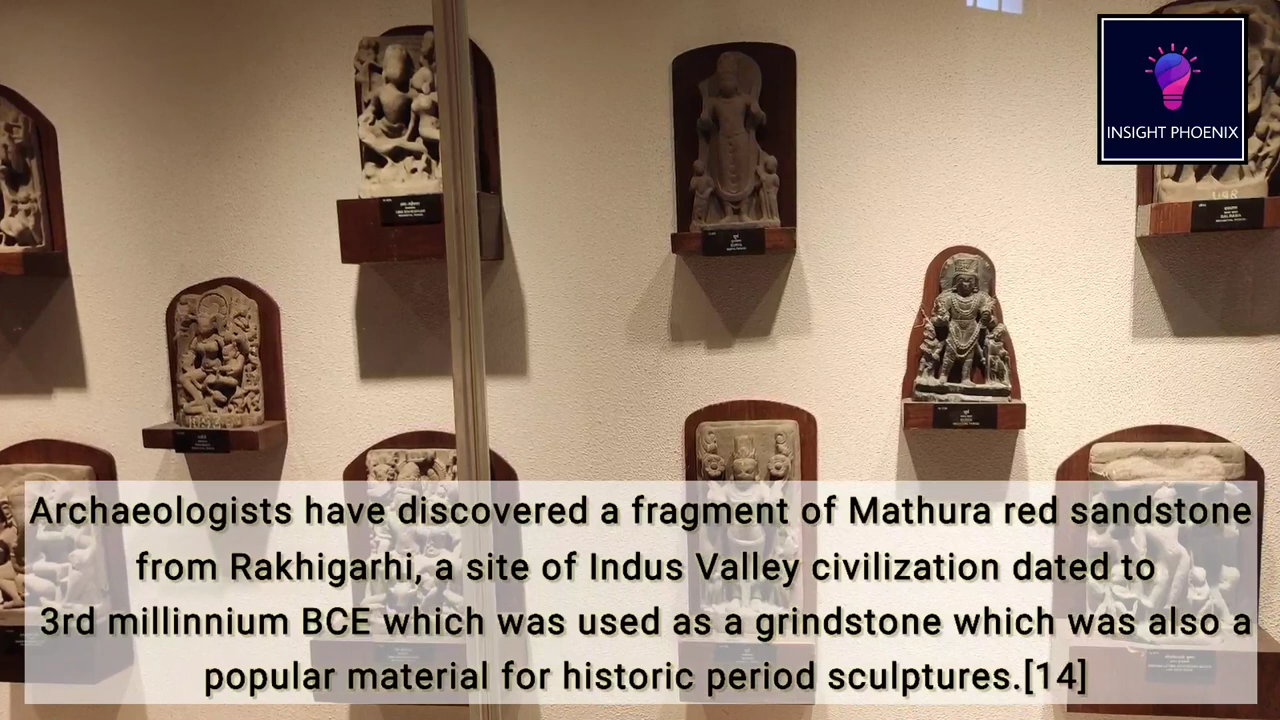 INSIGHT PHOENIX
Archaeologists have discovered a fragment of Mathura red sandstone
from Rakhigarhi, a site of Indus Valley civilization dated to
3rd millinnium BCE which was used as a grindstone which was also a
popular material for historic period sculptures.[14]